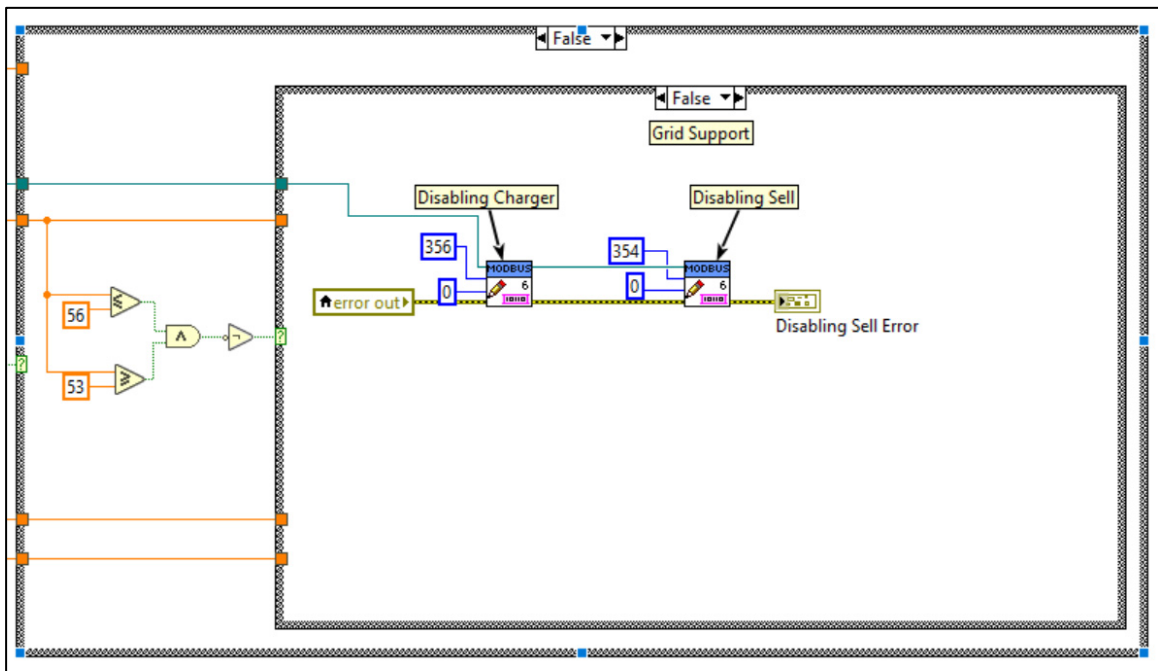 False
False
Grid Support
Disabling Charger
Disabling Sell
356
354
MODBUS
6
MODBUS
6
0
0
error out
Disabling Sell Error
56
53
?
?